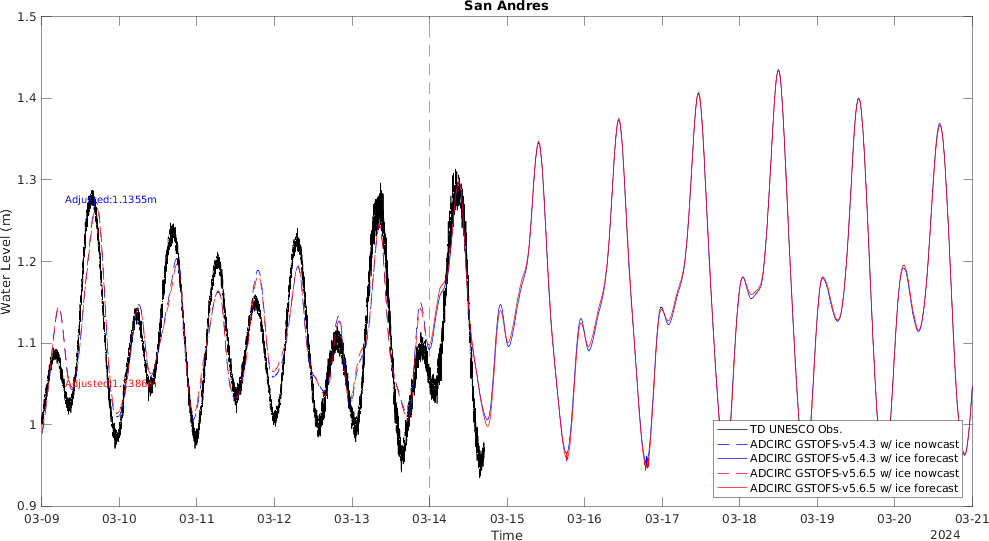 San Andres
1.5
1.4
1.3
1.2
1.1
1
0.9
Water Level (m)
Adjusted:1.1355m
Adjusted:1.1386m
TD UNESCO Obs.
ADCIRC GSTOFS-v5.4.3 w/ ice nowcast
ADCIRC GSTOFS-v5.4.3 w/ ice forecast
ADCIRC GSTOFS-v5.6.5 w/ ice nowcast
ADCIRC GSTOFS-v5.6.5 w/ ice forecast
03-09 03-10 03-11 03-12 03-13 03-14 03-15 03-16 03-17 03-18 03-19 03-20 03-21
Time
2024